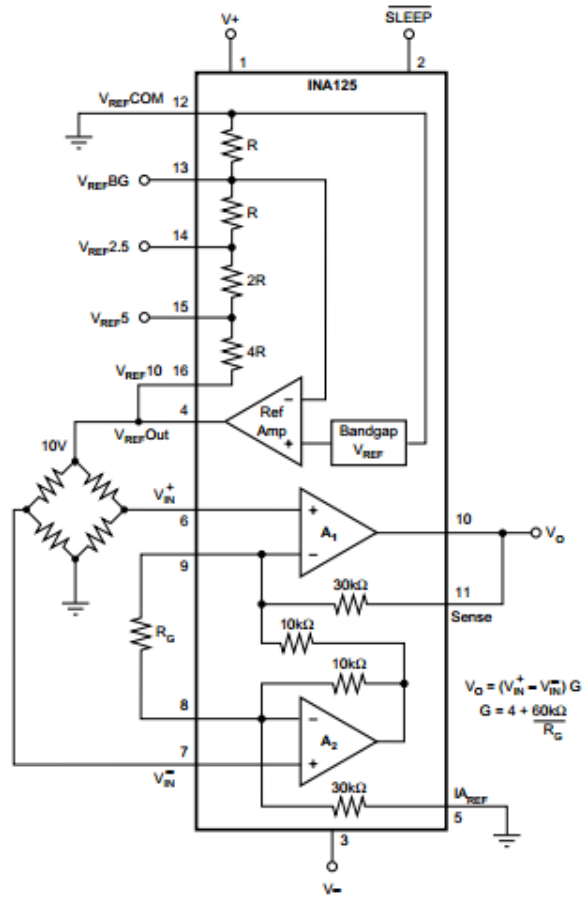 V+
SLEEP
1
2
INA125
VREFCOM
12
R
VREFBG
13
R
VREF2.5
14
2R
VREF5
15
4R
VREF10
16
4
VREFOut
Ref
Amp
−
+
Bandgap
VREF
10V
V+IN
6
+
A1
−
10
VO
9
30kΩ
11
Sense
10kΩ
RG
10kΩ
8
−
A2
+
7
V−IN
30kΩ
IAREF
5
VO = (V+IN − V−IN) G
G = 4 + 60kΩ
RG
3
V−